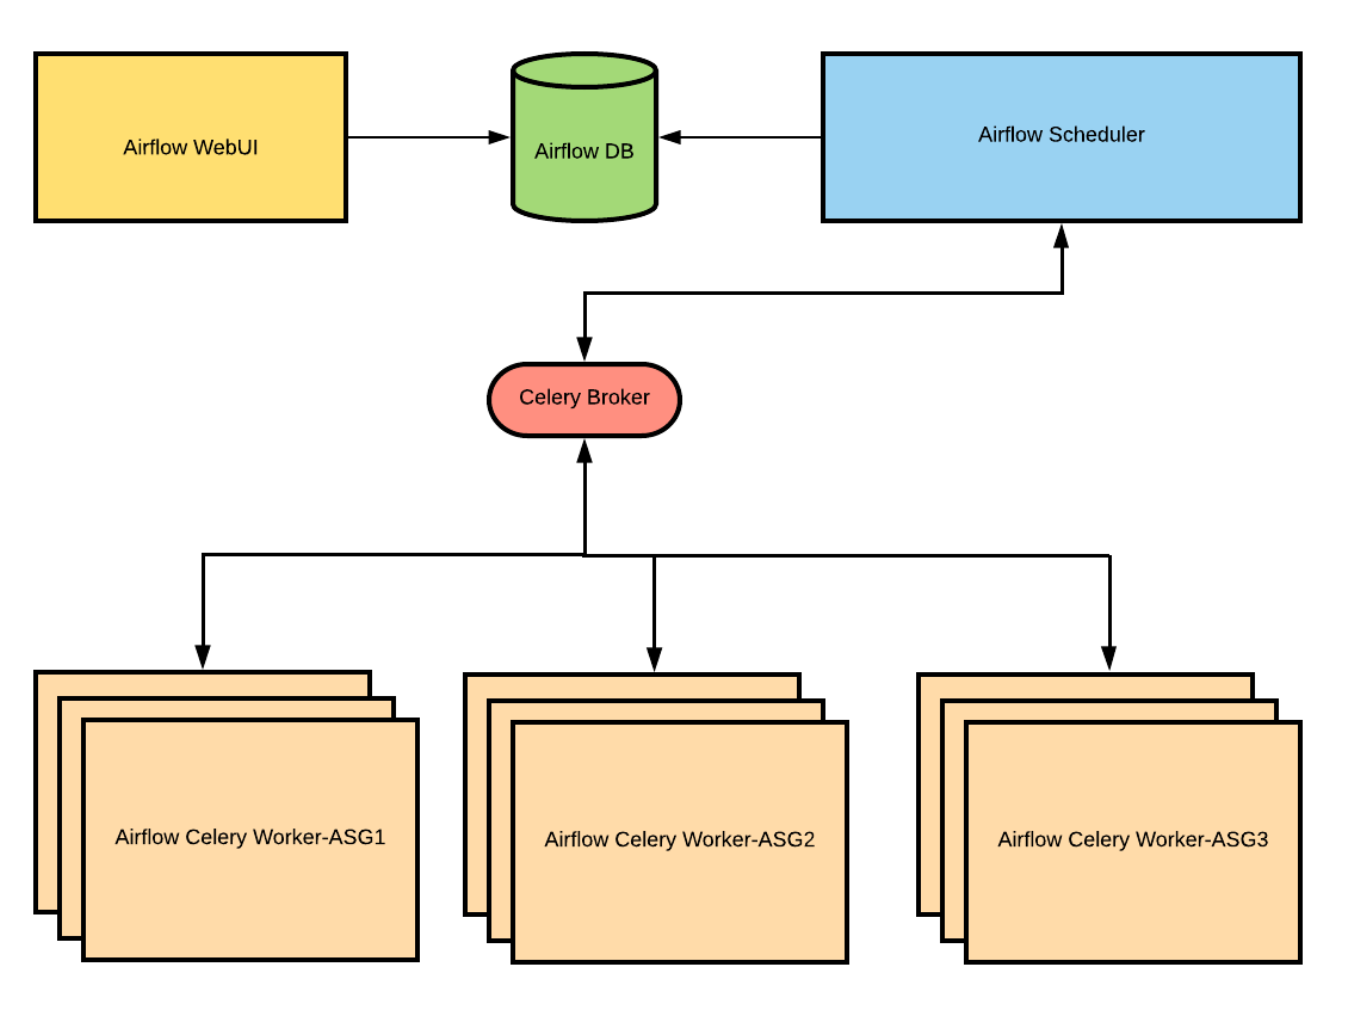 Airflow WebUI
Airflow DB
Airflow Scheduler
Celery Broker
Airflow Celery Worker-ASG1
Airflow Celery Worker-ASG2
Airflow Celery Worker-ASG3